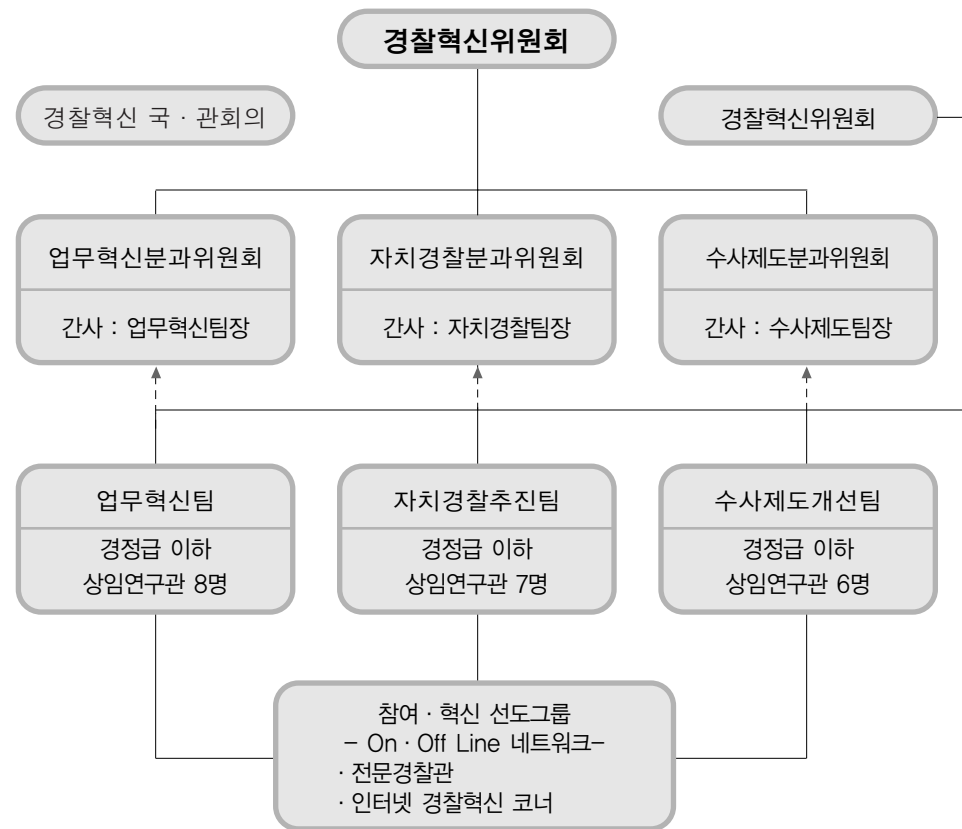 경찰혁신위원회
경찰혁신 국 · 관회의
경찰혁신위원회
업무혁신분과위원회
간사 : 업무혁신팀장
자치경찰분과위원회
간사 : 자치경찰팀장
수사제도분과위원회
간사 : 수사제도팀장
업무혁신팀
경정급 이하
상임연구관 8명
자치경찰추진팀
경정급 이하
상임연구관 7명
수사제도개선팀
경정급 이하
상임연구관 6명
참여 · 혁신 선도그룹
- On · Off Line 네트워크-
· 전문경찰관
· 인터넷 경찰혁신 코너